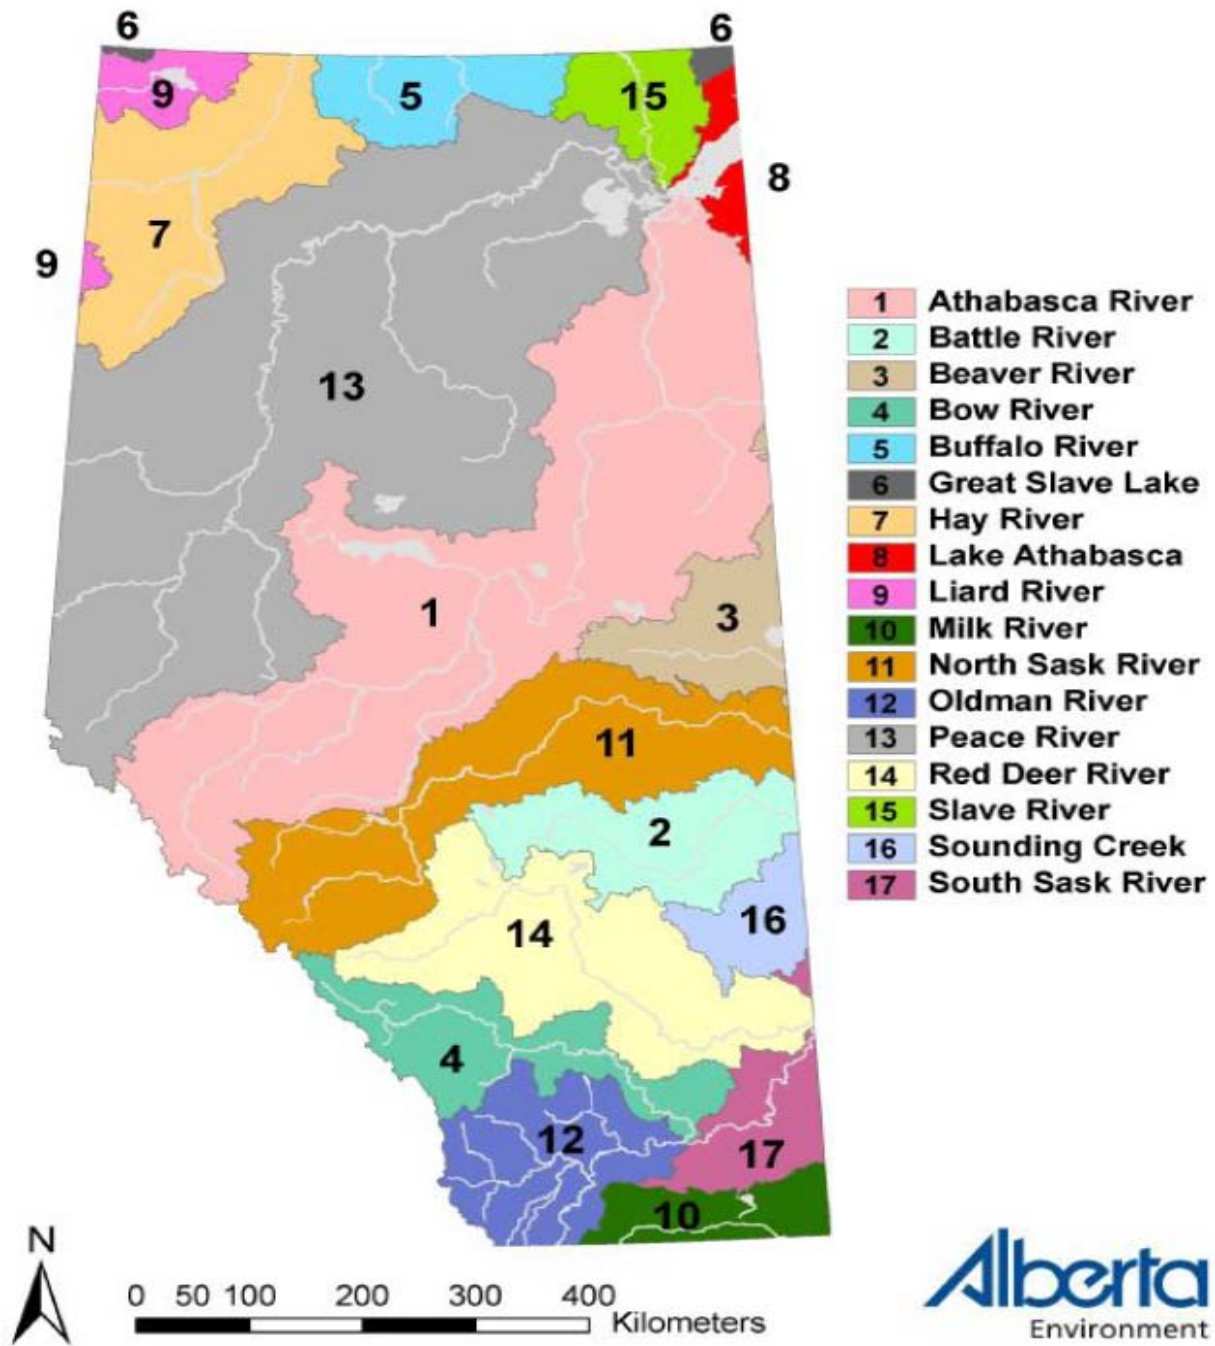 6
6
9
5
15
8
7
9
13
1
3
11
2
16
14
4
12
17
10
1 Athabasca River
2 Battle River
3 Beaver River
4 Bow River
5 Buffalo River
6 Great Slave Lake
7 Hay River
8 Lake Athabasca
9 Liard River
10 Milk River
11 North Sask River
12 Oldman River
13 Peace River
14 Red Deer River
15 Slave River
16 Sounding Creek
17 South Sask River
N
0 50 100 200 300 400
Kilometers
Alberta
Environment